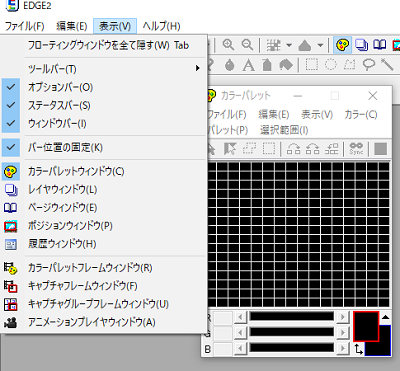 EDGE2
ファイル(F) 編集(E) 表示(V) ヘルプ(H)
フローティングウィンドウを全て隠す(W) Tab
ツールバー(T)
オプションバー(O)
ステータスバー(S)
ウィンドウバー(I)
バー位置の固定(K)
カラーパレットウィンドウ(C)
レイヤウィンドウ(L)
ページウィンドウ(E)
ポジションウィンドウ(P)
履歴ウィンドウ(H)
カラーパレットフレームウィンドウ(R)
キャプチャフレームウィンドウ(F)
キャプチャグループフレームウィンドウ(U)
アニメーションプレイヤウィンドウ(A)
カラーパレット
ファイル(F) 編集(E) 表示(V) カラー(C)
パレット(P) 選択範囲(I)
Sync
R
G
B